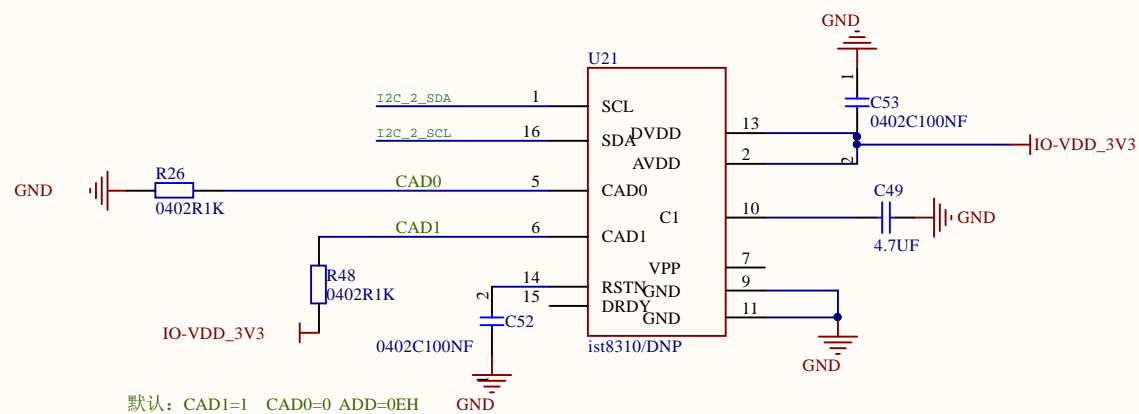 GND
U21
I2C_2_SDA
1
SCL
1
C53
0402C100NF
I2C_2_SCL
16
SDA
DVDD
13
2
IO-VDD_3V3
AVDD
2
GND
R26
0402R1K
CAD0
5
CAD0
C1
10
C49
4.7UF
GND
CAD1
6
CAD1
R48
0402R1K
IO-VDD_3V3
VPP
7
14
RSTN
GND
9
15
DRDY
GND
11
2
C52
0402C100NF
1
GND
ist8310/DNP
GND
默认：CAD1=1 CAD0=0 ADD=0EH